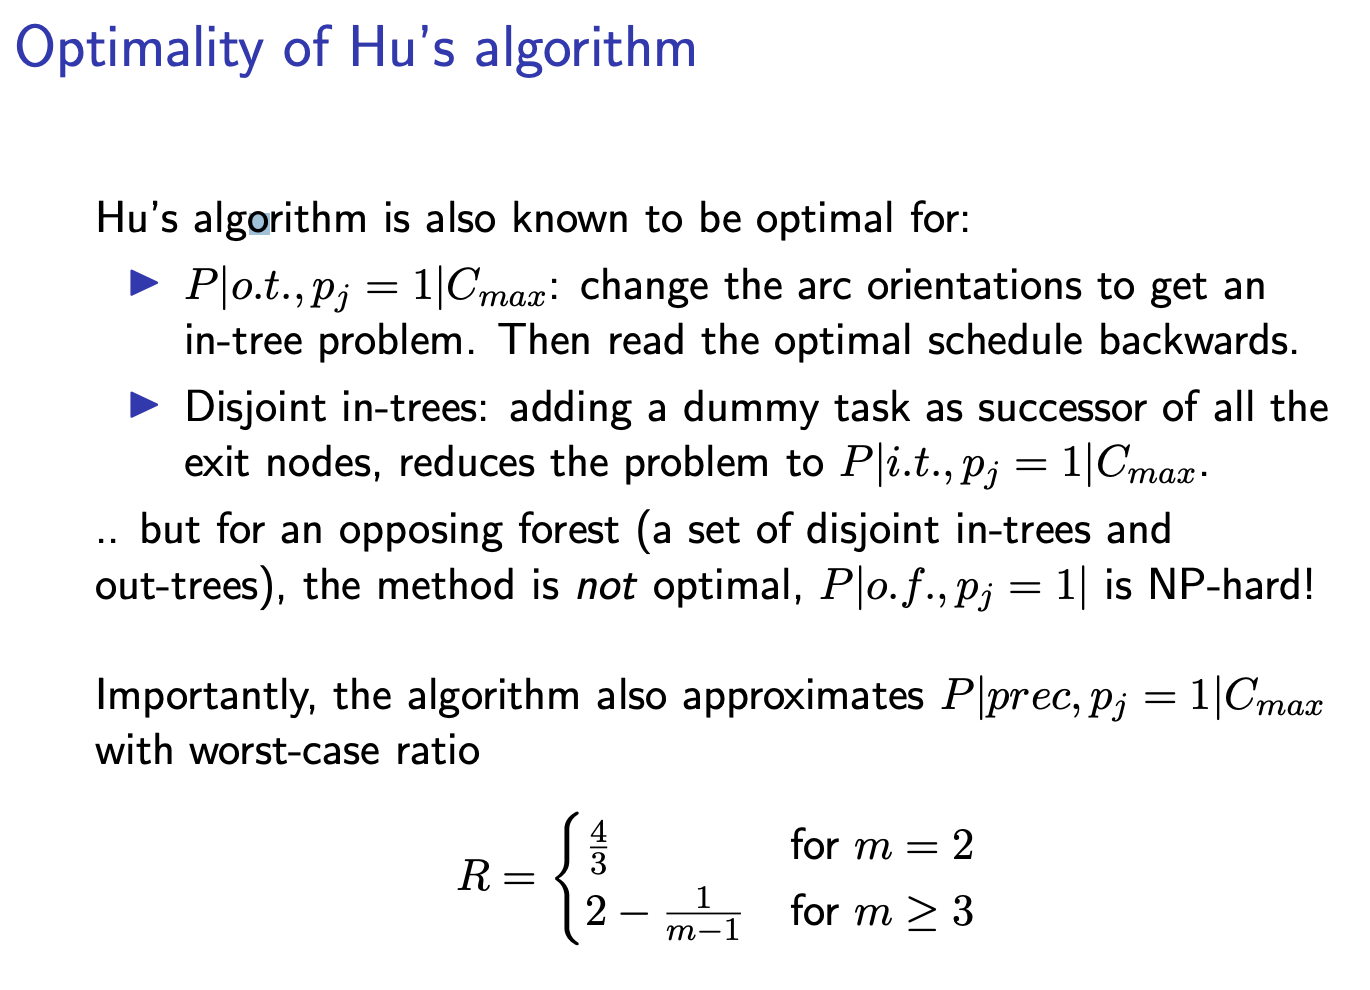 Optimality of Hu's algorithm
Hu's algorithm is also known to be optimal for:
▶ $P|o.t., p_j = 1|C_{max}$: change the arc orientations to get an
in-tree problem. Then read the optimal schedule backwards.
▶ Disjoint in-trees: adding a dummy task as successor of all the
exit nodes, reduces the problem to $P|i.t., p_j = 1|C_{max}$.
.. but for an opposing forest (a set of disjoint in-trees and
out-trees), the method is not optimal, $P|o.f., p_j = 1|$ is NP-hard!
Importantly, the algorithm also approximates $P|prec, p_j = 1|C_{max}$
with worst-case ratio
$R = \begin{cases} \frac{4}{3} & \text{for } m = 2 \\ 2 - \frac{1}{m-1} & \text{for } m \geq 3 \end{cases}$